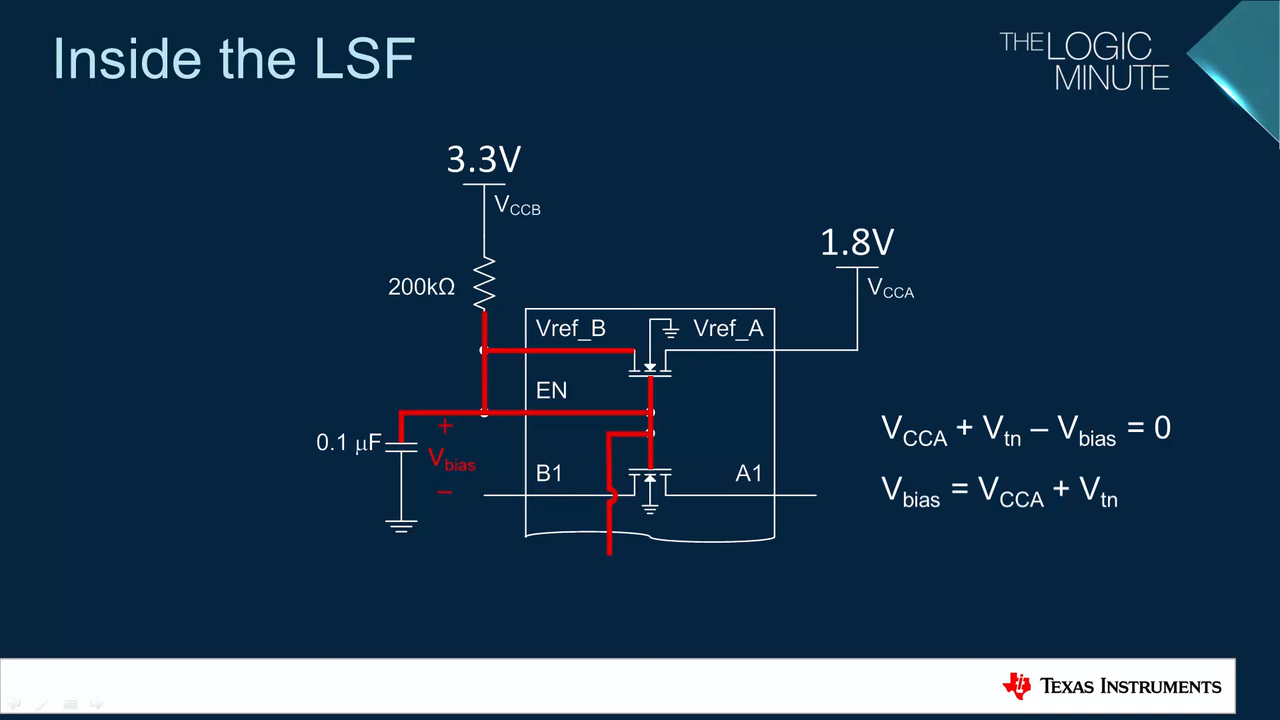 Inside the LSF
THE LOGIC
MINUTE
3.3V
VCCB
1.8V
200kΩ
VCCA
Vref_B
Vref_A
EN
VCCA + Vtn – Vbias = 0
+
0.1 μF
Vbias
B1
A1
–
Vbias = VCCA + Vtn
TEXAS INSTRUMENTS